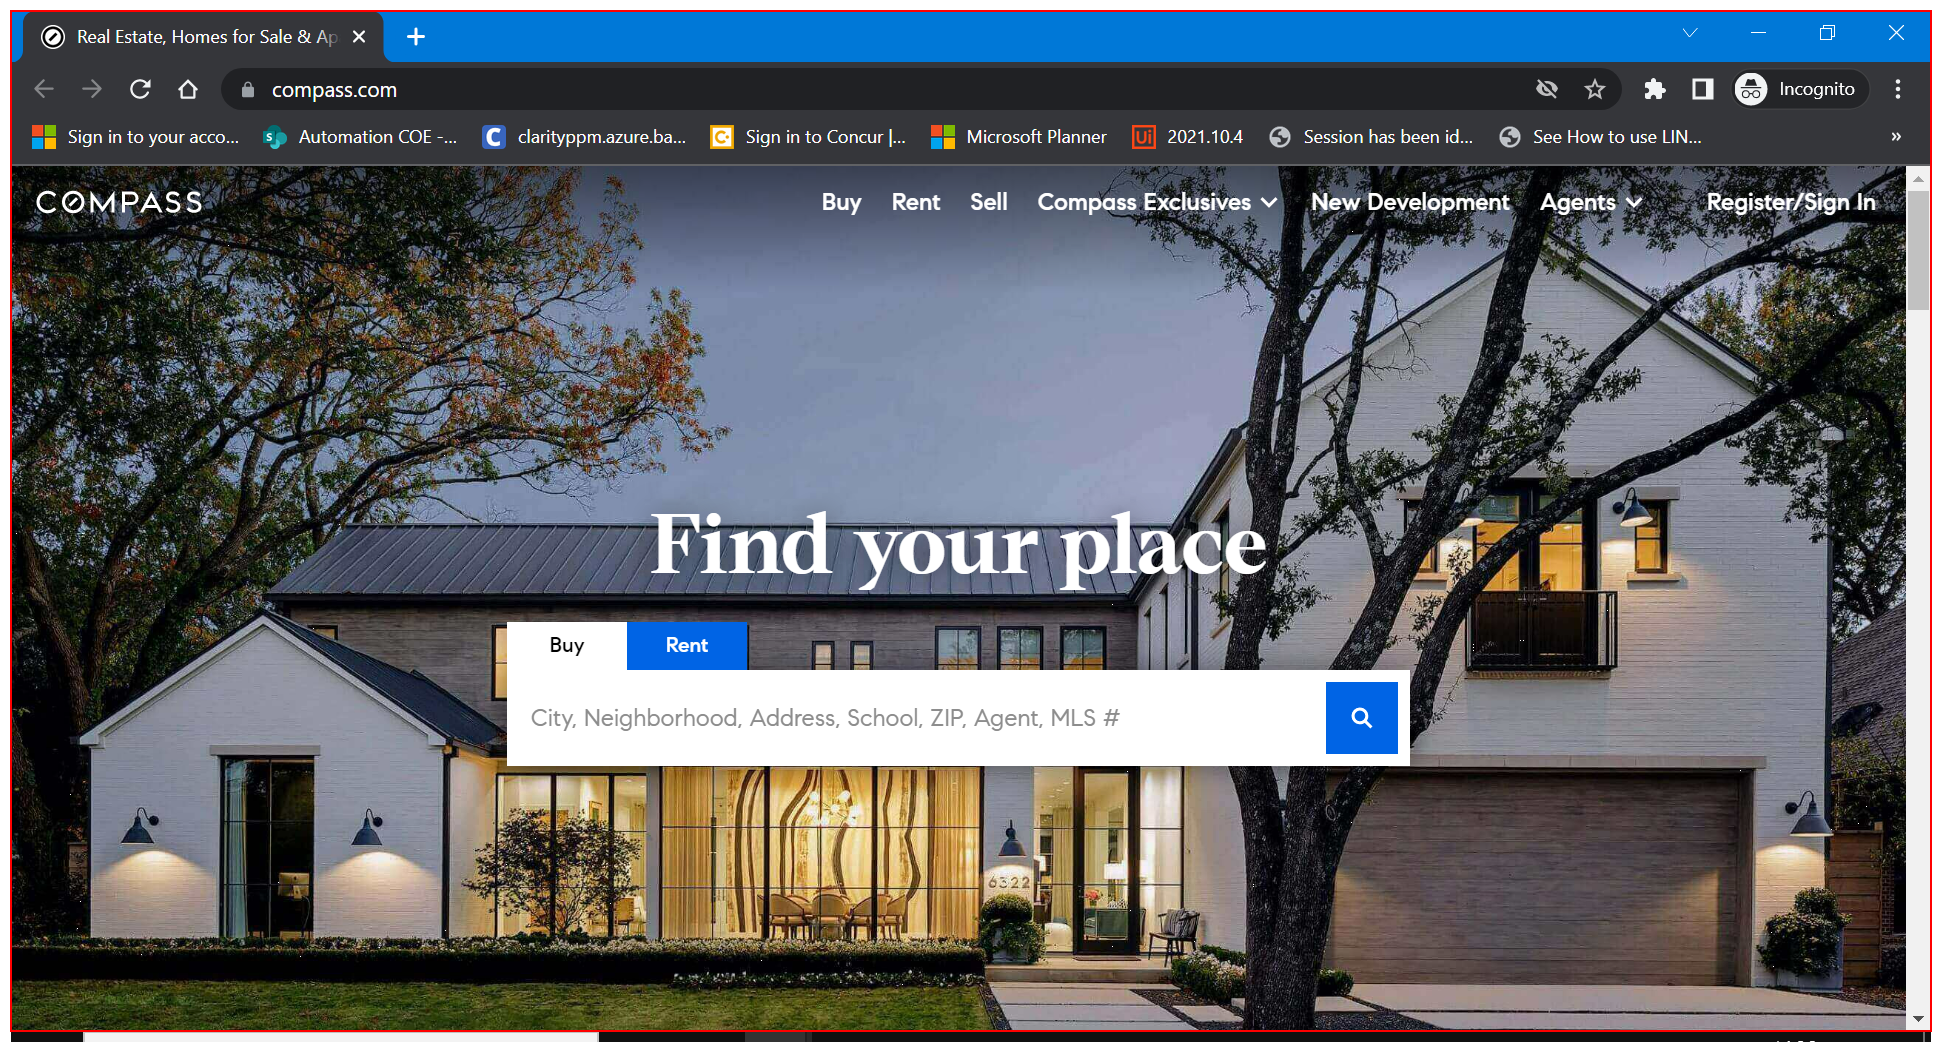 Real Estate, Homes for Sale & Ap
compass.com
Incognito
Sign in to your acco... Automation COE -... clarityppm.azure.ba... Sign in to Concur |... Microsoft Planner 2021.10.4 Session has been id... See How to use LIN... »
COMPASS Buy Rent Sell Compass Exclusives New Development Agents Register/Sign In
Find your place
Buy Rent
City, Neighborhood, Address, School, ZIP, Agent, MLS #
6322